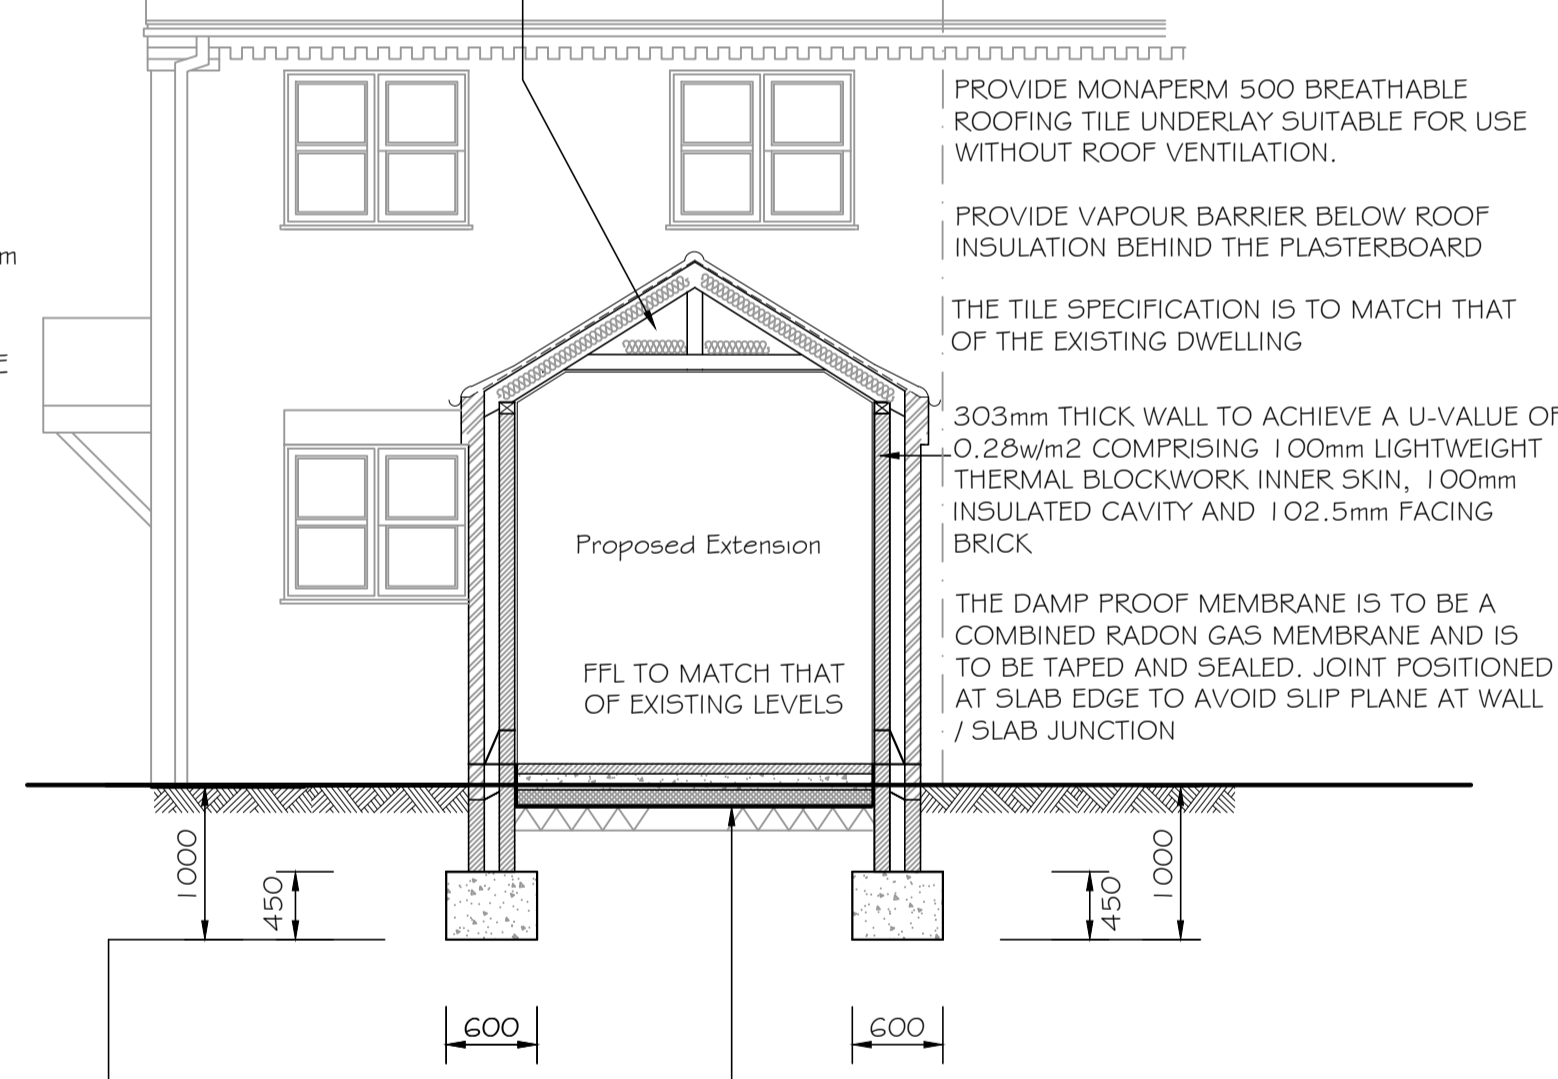 PROVIDE MONAPERM 500 BREATHABLE
ROOFING TILE UNDERLAY SUITABLE FOR USE
WITHOUT ROOF VENTILATION.
PROVIDE VAPOUR BARRIER BELOW ROOF
INSULATION BEHIND THE PLASTERBOARD
THE TILE SPECIFICATION IS TO MATCH THAT
OF THE EXISTING DWELLING
303mm THICK WALL TO ACHIEVE A U-VALUE OF
0.28w/m2 COMPRISING 100mm LIGHTWEIGHT
THERMAL BLOCKWORK INNER SKIN, 100mm
INSULATED CAVITY AND 102.5mm FACING
BRICK
THE DAMP PROOF MEMBRANE IS TO BE A
COMBINED RADON GAS MEMBRANE AND IS
TO BE TAPED AND SEALED. JOINT POSITIONED
AT SLAB EDGE TO AVOID SLIP PLANE AT WALL
/ SLAB JUNCTION
m
E
Proposed Extension
FFL TO MATCH THAT
OF EXISTING LEVELS
1000
450
450
1000
600
600